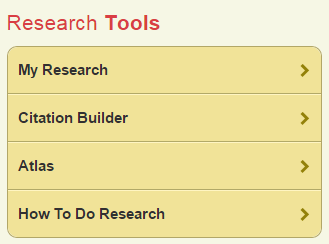 Research Tools
My Research
Citation Builder
Atlas
How To Do Research